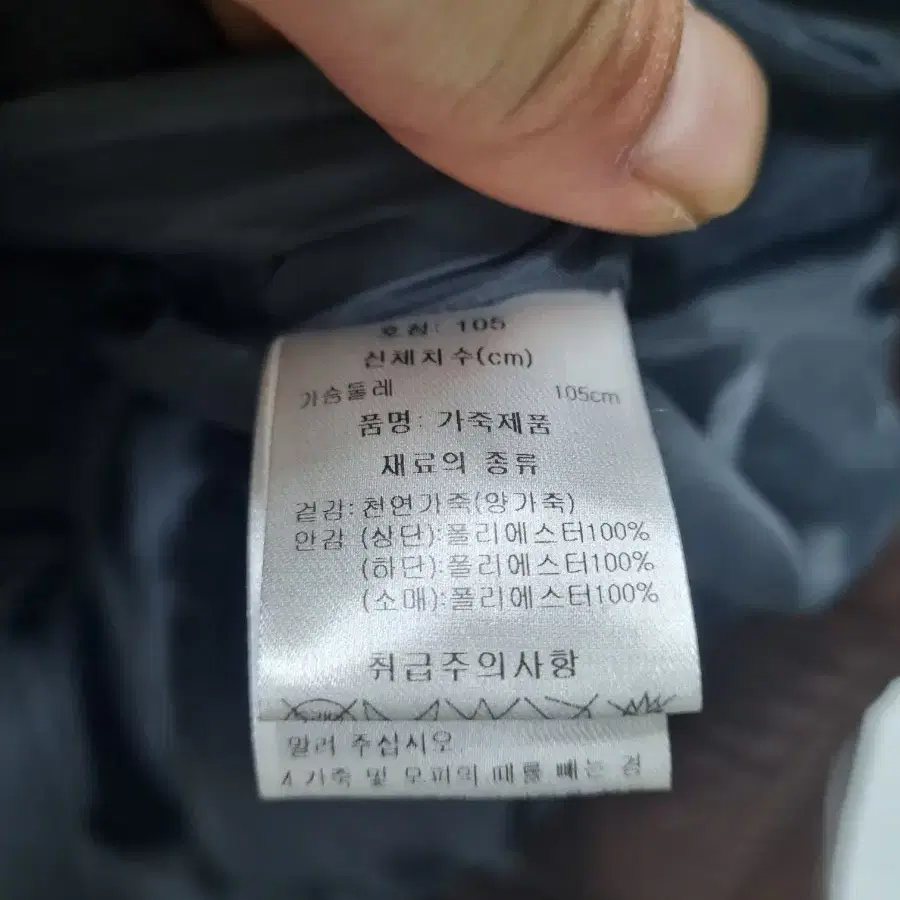 호칭: 105
신체치수(cm)
가슴둘레 105cm
품명: 가죽제품
재료의 종류
겉감: 천연가죽(양가죽)
안감 (상단):폴리에스터100%
(하단):폴리에스터100%
(소매):폴리에스터100%
취급주의사항
말려 주십시오
4 가죽 및 모피의 때를 빼는 경